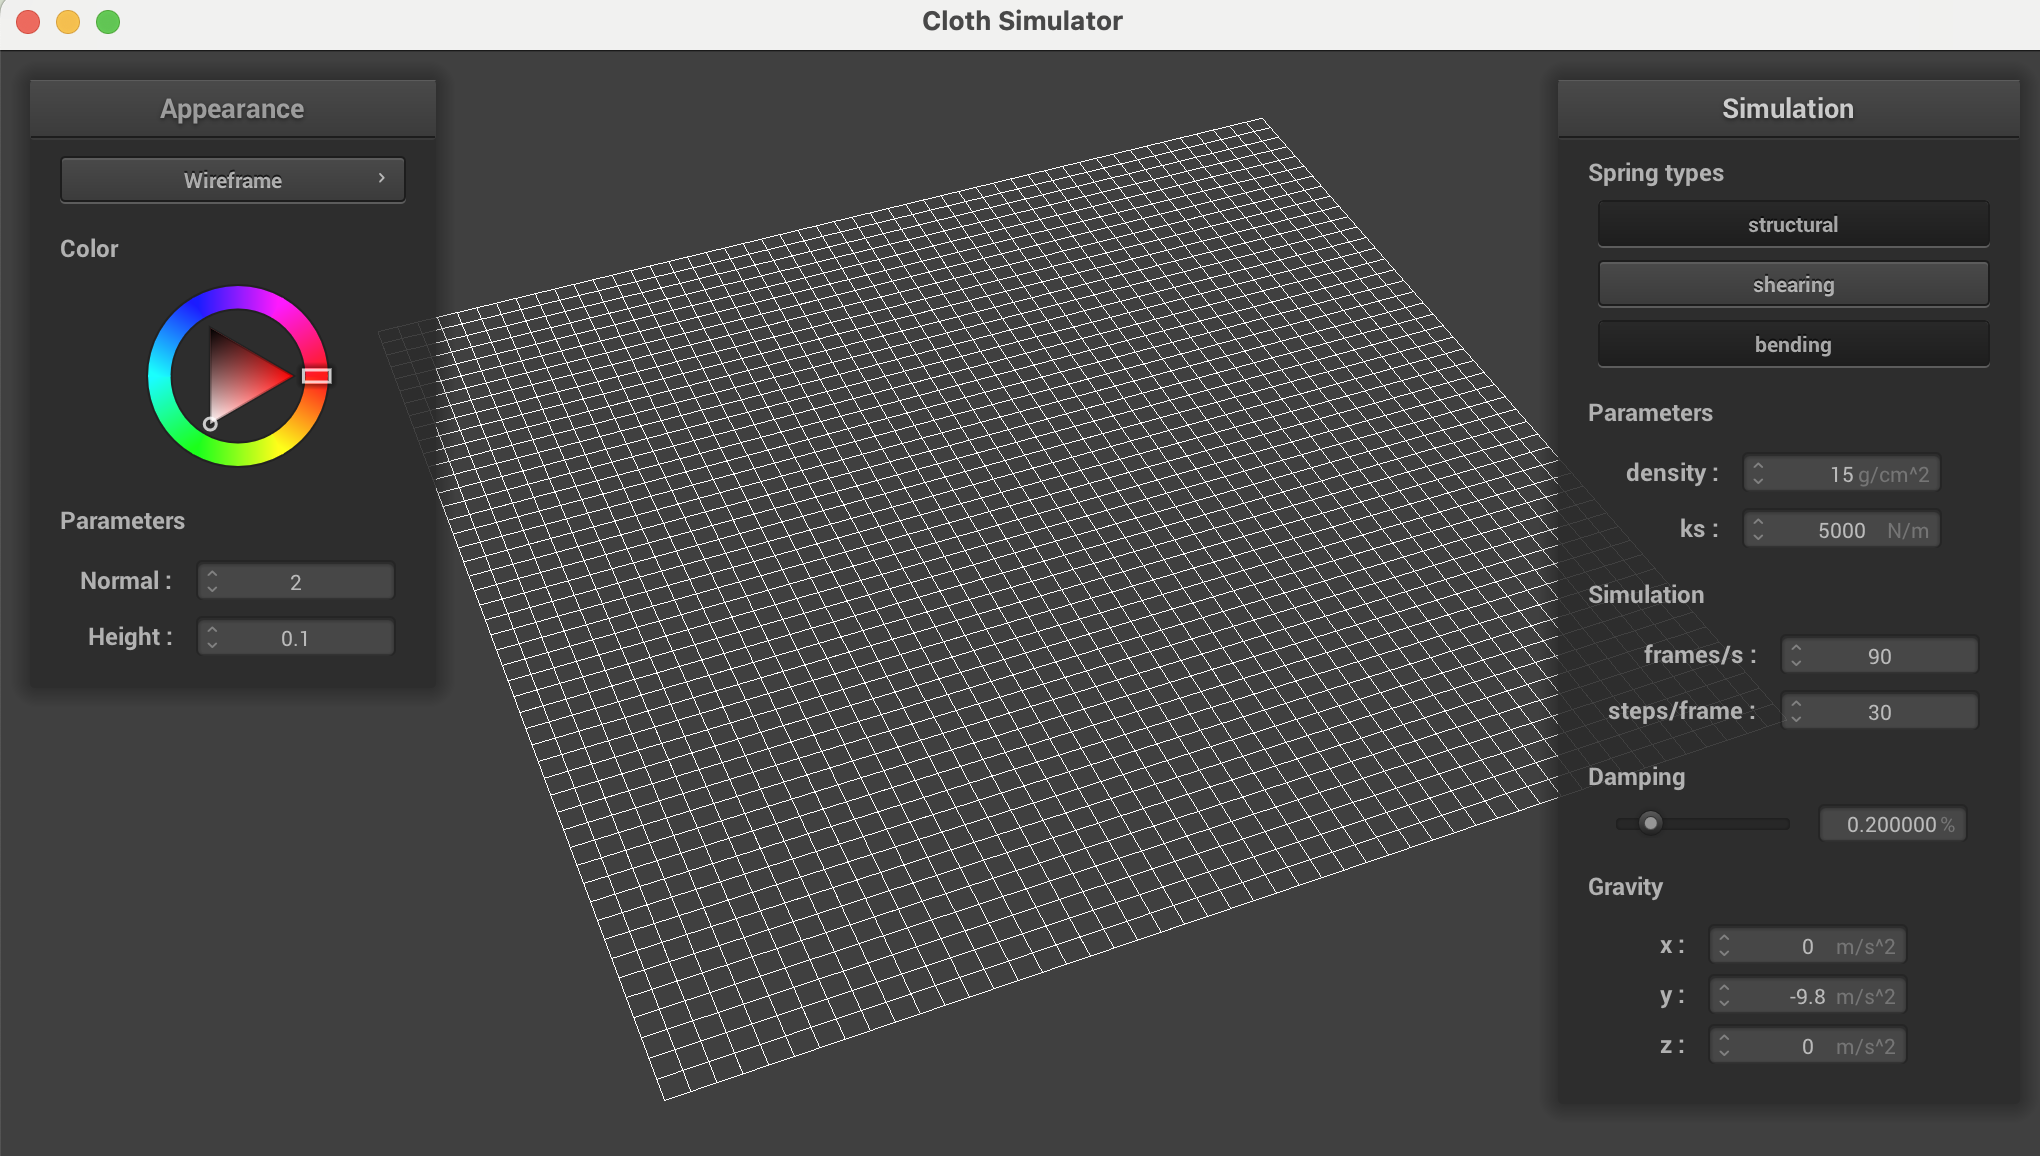 Cloth Simulator
Appearance
Wireframe
Color
Parameters
Normal : 2
Height : 0.1
Simulation
Spring types
structural
shearing
bending
Parameters
density : 15 g/cm^2
ks : 5000 N/m
Simulation
frames/s : 90
steps/frame : 30
Damping
0.200000 %
Gravity
x : 0 m/s^2
y : -9.8 m/s^2
z : 0 m/s^2